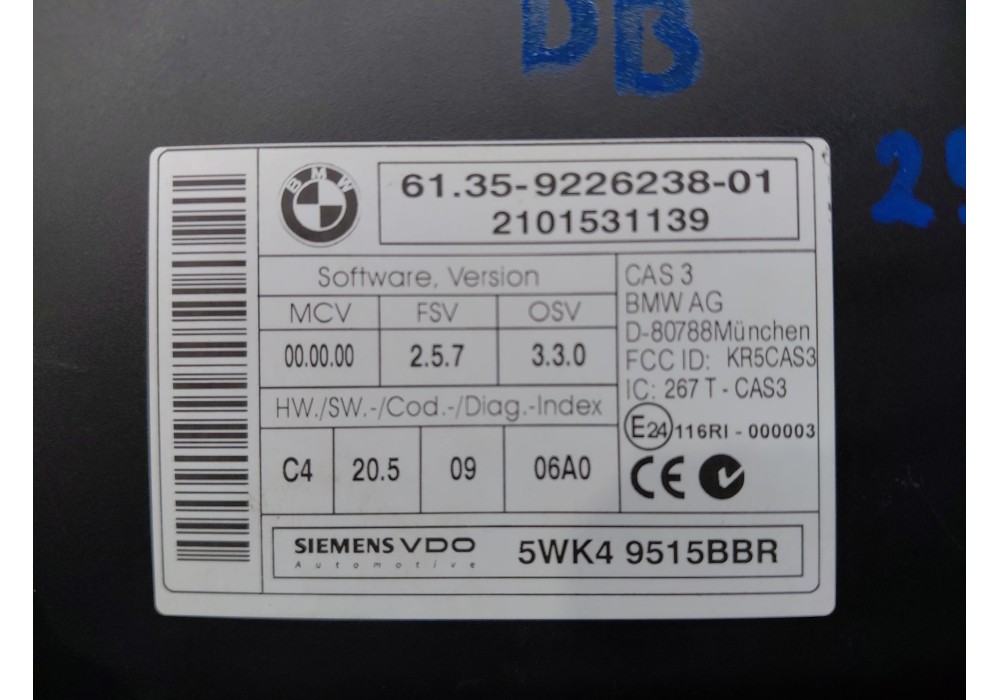 DB
BMW
61.35-9226238-01
2101531139
Software, Version
MCV FSV OSV
00.00.00 2.5.7 3.3.0
HW./SW.-/Cod.-/Diag.-Index
C4 20.5 09 06A0
CAS 3
BMW AG
D-80788München
FCC ID: KR5CAS3
IC: 267 T - CAS3
E24 116RI - 000003
CE
SIEMENS VDO
Automotive
5WK4 9515BBR